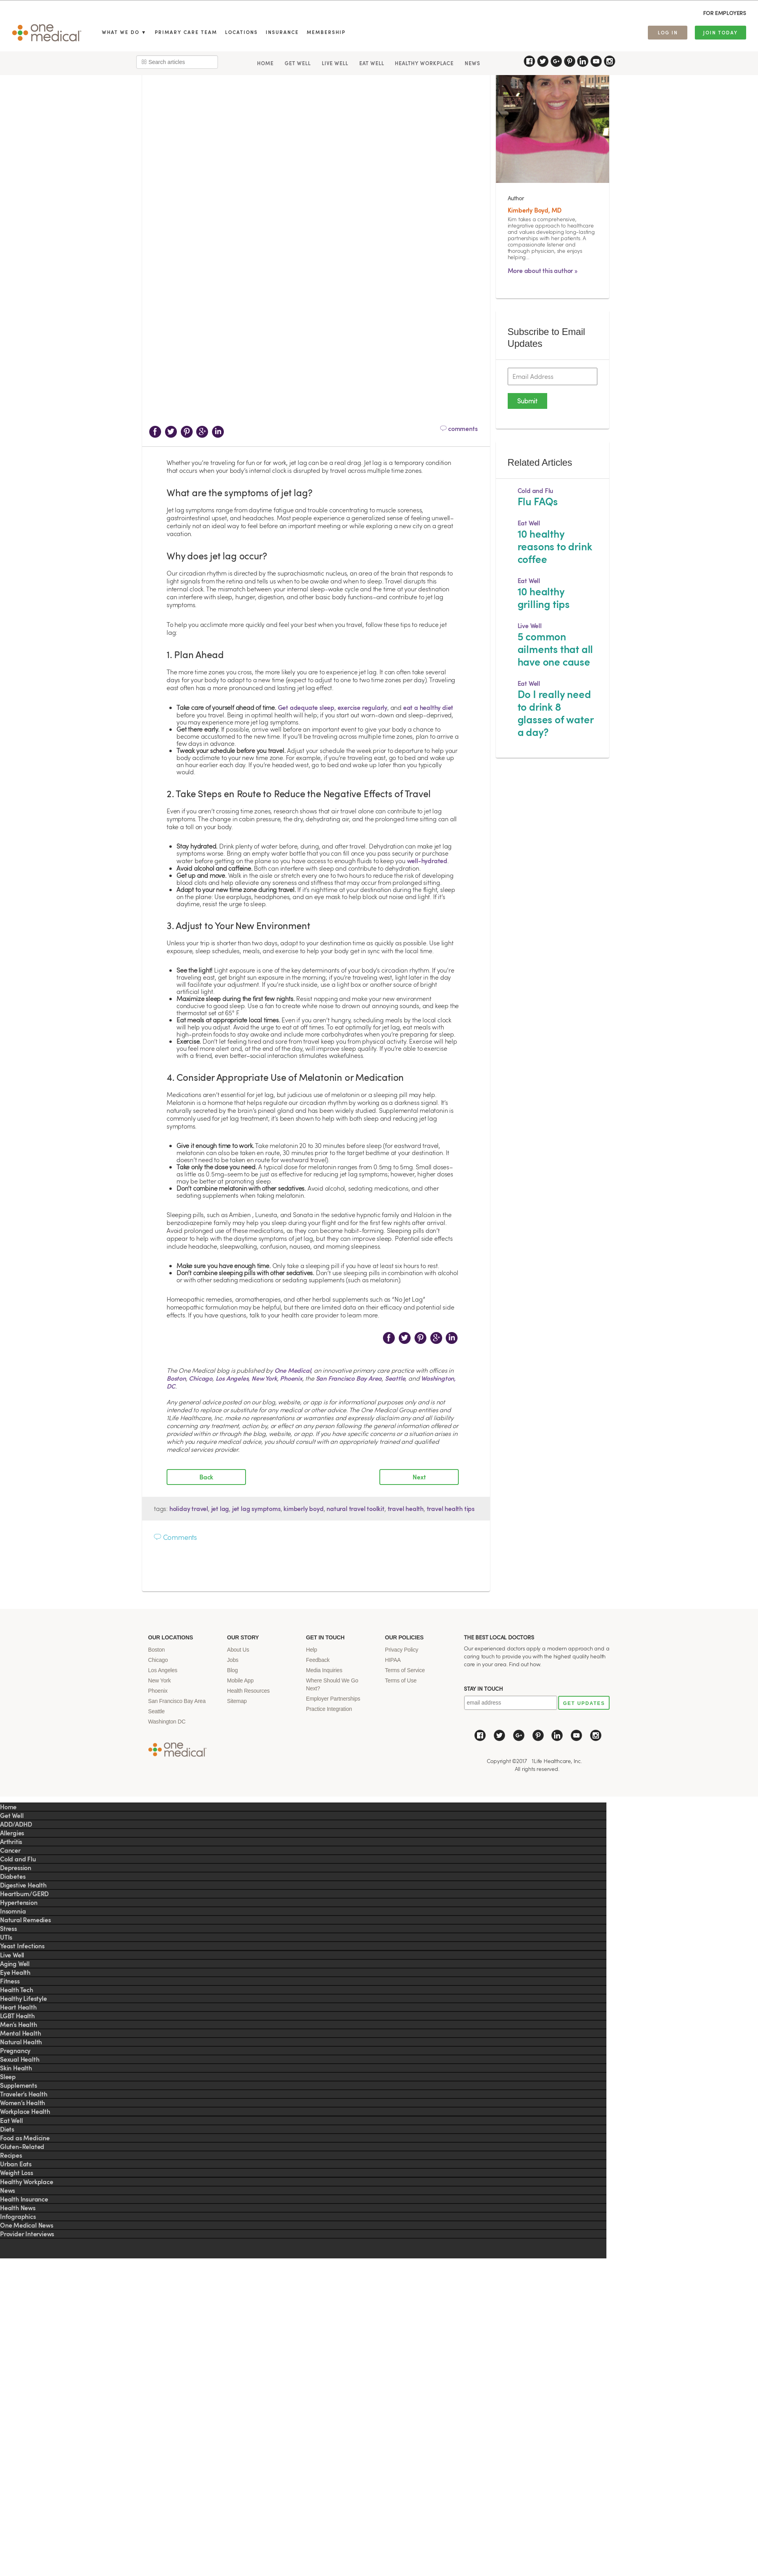 FOR EMPLOYERS
one medical
WHAT WE DO ▼ PRIMARY CARE TEAM LOCATIONS INSURANCE MEMBERSHIP
LOG IN
JOIN TODAY
Search articles
HOME GET WELL LIVE WELL EAT WELL HEALTHY WORKPLACE NEWS
comments
Whether you're traveling for fun or for work, jet lag can be a real drag. Jet lag is a temporary condition
that occurs when your body's internal clock is disrupted by travel across multiple time zones.
What are the symptoms of jet lag?
Jet lag symptoms range from daytime fatigue and trouble concentrating to muscle soreness,
gastrointestinal upset, and headaches. Most people experience a generalized sense of feeling unwell–
certainly not an ideal way to feel before an important meeting or while exploring a new city on a great
vacation.
Why does jet lag occur?
Our circadian rhythm is directed by the suprachiasmatic nucleus, an area of the brain that responds to
light signals from the retina and tells us when to be awake and when to sleep. Travel disrupts this
internal clock. The mismatch between your internal sleep-wake cycle and the time at your destination
can interfere with sleep, hunger, digestion, and other basic body functions–and contribute to jet lag
symptoms.
To help you acclimate more quickly and feel your best when you travel, follow these tips to reduce jet
lag:
1. Plan Ahead
The more time zones you cross, the more likely you are to experience jet lag. It can often take several
days for your body to adapt to a new time (expect to adjust to one to two time zones per day). Traveling
east often has a more pronounced and lasting jet lag effect.
• Take care of yourself ahead of time. Get adequate sleep, exercise regularly, and eat a healthy diet
before you travel. Being in optimal health will help; if you start out worn-down and sleep-deprived,
you may experience more jet lag symptoms.
• Get there early. If possible, arrive well before an important event to give your body a chance to
become accustomed to the new time. If you'll be traveling across multiple time zones, plan to arrive a
few days in advance.
• Tweak your schedule before you travel. Adjust your schedule the week prior to departure to help your
body acclimate to your new time zone. For example, if you're traveling east, go to bed and wake up
an hour earlier each day. If you're headed west, go to bed and wake up later than you typically
would.
2. Take Steps en Route to Reduce the Negative Effects of Travel
Even if you aren't crossing time zones, research shows that air travel alone can contribute to jet lag
symptoms. The change in cabin pressure, the dry, dehydrating air, and the prolonged time sitting can all
take a toll on your body.
• Stay hydrated. Drink plenty of water before, during, and after travel. Dehydration can make jet lag
symptoms worse. Bring an empty water bottle that you can fill once you pass security or purchase
water before getting on the plane so you have access to enough fluids to keep you well-hydrated.
• Avoid alcohol and caffeine. Both can interfere with sleep and contribute to dehydration.
• Get up and move. Walk in the aisle or stretch every one to two hours to reduce the risk of developing
blood clots and help alleviate any soreness and stiffness that may occur from prolonged sitting.
• Adapt to your new time zone during travel. If it's nighttime at your destination during the flight, sleep
on the plane. Use earplugs, headphones, and an eye mask to help block out noise and light. If it's
daytime, resist the urge to sleep.
3. Adjust to Your New Environment
Unless your trip is shorter than two days, adapt to your destination time as quickly as possible. Use light
exposure, sleep schedules, meals, and exercise to help your body get in sync with the local time.
• See the light! Light exposure is one of the key determinants of your body's circadian rhythm. If you're
traveling east, get bright sun exposure in the morning; if you're traveling west, light later in the day
will facilitate your adjustment. If you're stuck inside, use a light box or another source of bright
artificial light.
• Maximize sleep during the first few nights. Resist napping and make your new environment
conducive to good sleep. Use a fan to create white noise to drown out annoying sounds, and keep the
thermostat set at 65° F.
• Eat meals at appropriate local times. Even if you aren't hungry, scheduling meals by the local clock
will help you adjust. Avoid the urge to eat at off times. To eat optimally for jet lag, eat meals with
high-protein foods to stay awake and include more carbohydrates when you're preparing for sleep.
• Exercise. Don't let feeling tired and sore from travel keep you from physical activity. Exercise will help
you feel more alert and, at the end of the day, will improve sleep quality. If you're able to exercise
with a friend, even better–social interaction stimulates wakefulness.
4. Consider Appropriate Use of Melatonin or Medication
Medications aren't essential for jet lag, but judicious use of melatonin or a sleeping pill may help.
Melatonin is a hormone that helps regulate our circadian rhythm by working as a darkness signal. It's
naturally secreted by the brain's pineal gland and has been widely studied. Supplemental melatonin is
commonly used for jet lag treatment; it's been shown to help with both sleep and reducing jet lag
symptoms.
• Give it enough time to work. Take melatonin 20 to 30 minutes before sleep (for eastward travel,
melatonin can also be taken en route, 30 minutes prior to the target bedtime at your destination. It
doesn't need to be taken en route for westward travel).
• Take only the dose you need. A typical dose for melatonin ranges from 0.5mg to 5mg. Small doses–
as little as 0.5mg–seem to be just as effective for reducing jet lag symptoms; however, higher doses
may be better at promoting sleep.
• Don't combine melatonin with other sedatives. Avoid alcohol, sedating medications, and other
sedating supplements when taking melatonin.
Sleeping pills, such as Ambien , Lunesta, and Sonata in the sedative hypnotic family and Halcion in the
benzodiazepine family may help you sleep during your flight and for the first few nights after arrival.
Avoid prolonged use of these medications, as they can become habit-forming. Sleeping pills don't
appear to help with the daytime symptoms of jet lag, but they can improve sleep. Potential side effects
include headache, sleepwalking, confusion, nausea, and morning sleepiness.
• Make sure you have enough time. Only take a sleeping pill if you have at least six hours to rest.
• Don't combine sleeping pills with other sedatives. Don't use sleeping pills in combination with alcohol
or with other sedating medications or sedating supplements (such as melatonin).
Homeopathic remedies, aromatherapies, and other herbal supplements such as "No Jet Lag"
homeopathic formulation may be helpful, but there are limited data on their efficacy and potential side
effects. If you have questions, talk to your health care provider to learn more.
The One Medical blog is published by One Medical, an innovative primary care practice with offices in
Boston, Chicago, Los Angeles, New York, Phoenix, the San Francisco Bay Area, Seattle, and Washington,
DC.
Any general advice posted on our blog, website, or app is for informational purposes only and is not
intended to replace or substitute for any medical or other advice. The One Medical Group entities and
1Life Healthcare, Inc. make no representations or warranties and expressly disclaim any and all liability
concerning any treatment, action by, or effect on any person following the general information offered or
provided within or through the blog, website, or app. If you have specific concerns or a situation arises in
which you require medical advice, you should consult with an appropriately trained and qualified
medical services provider.
Back
Next
tags: holiday travel, jet lag, jet lag symptoms, kimberly boyd, natural travel toolkit, travel health, travel health tips
Comments
Author
Kimberly Boyd, MD
Kim takes a comprehensive,
integrative approach to healthcare
and values developing long-lasting
partnerships with her patients. A
compassionate listener and
thorough physician, she enjoys
helping...
More about this author »
Subscribe to Email
Updates
Email Address
Submit
Related Articles
Cold and Flu
Flu FAQs
Eat Well
10 healthy
reasons to drink
coffee
Eat Well
10 healthy
grilling tips
Live Well
5 common
ailments that all
have one cause
Eat Well
Do I really need
to drink 8
glasses of water
a day?
OUR LOCATIONS
Boston
Chicago
Los Angeles
New York
Phoenix
San Francisco Bay Area
Seattle
Washington DC
OUR STORY
About Us
Jobs
Blog
Mobile App
Health Resources
Sitemap
GET IN TOUCH
Help
Feedback
Media Inquiries
Where Should We Go
Next?
Employer Partnerships
Practice Integration
OUR POLICIES
Privacy Policy
HIPAA
Terms of Service
Terms of Use
THE BEST LOCAL DOCTORS
Our experienced doctors apply a modern approach and a
caring touch to provide you with the highest quality health
care in your area. Find out how.
STAY IN TOUCH
email address
GET UPDATES
one medical
Copyright ©2017 1Life Healthcare, Inc.
All rights reserved.
Home
Get Well
ADD/ADHD
Allergies
Arthritis
Cancer
Cold and Flu
Depression
Diabetes
Digestive Health
Heartburn/GERD
Hypertension
Insomnia
Natural Remedies
Stress
UTIs
Yeast Infections
Live Well
Aging Well
Eye Health
Fitness
Health Tech
Healthy Lifestyle
Heart Health
LGBT Health
Men's Health
Mental Health
Natural Health
Pregnancy
Sexual Health
Skin Health
Sleep
Supplements
Traveler's Health
Women's Health
Workplace Health
Eat Well
Diets
Food as Medicine
Gluten-Related
Recipes
Urban Eats
Weight Loss
Healthy Workplace
News
Health Insurance
Health News
Infographics
One Medical News
Provider Interviews